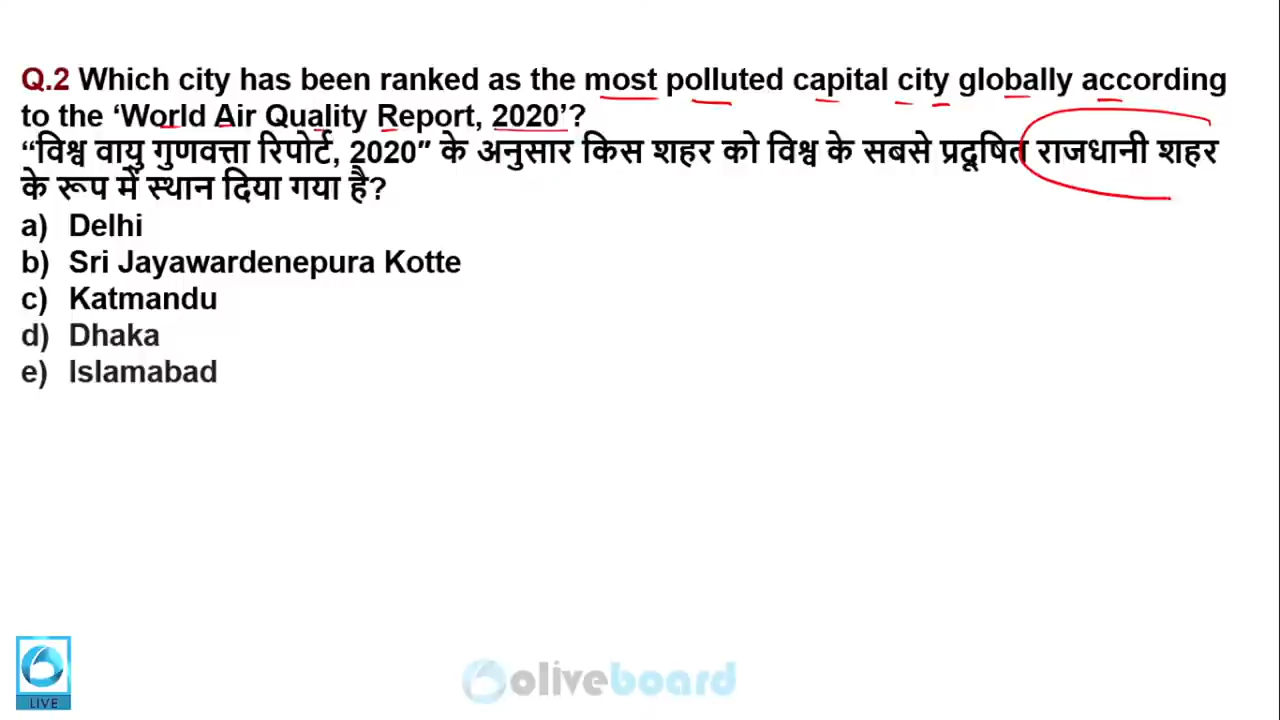 Q.2 Which city has been ranked as the most polluted capital city globally according
to the ‘World Air Quality Report, 2020’?
“विश्व वायु गुणवत्ता रिपोर्ट, 2020” के अनुसार किस शहर को विश्व के सबसे प्रदूषित राजधानी शहर
के रूप में स्थान दिया गया है?
a) Delhi
b) Sri Jayawardenepura Kotte
c) Katmandu
d) Dhaka
e) Islamabad
LIVE
oliveboard